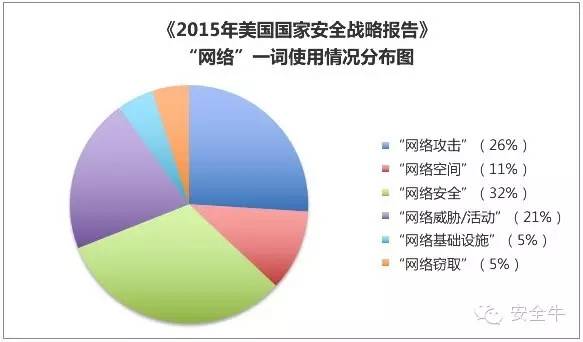 《2015年美国国家安全战略报告》
“网络”一词使用情况分布图
“网络攻击”（26%）
“网络空间”（11%）
“网络安全”（32%）
“网络威胁/活动”（21%）
“网络基础设施”（5%）
“网络窃取”（5%）
安全牛